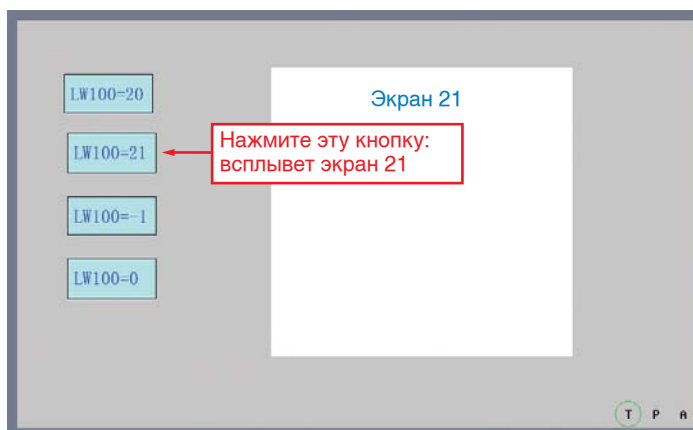 LW100=20
Экран 21
LW100=21
Нажмите эту кнопку:
всплывет экран 21
LW100=-1
LW100=0
T P A